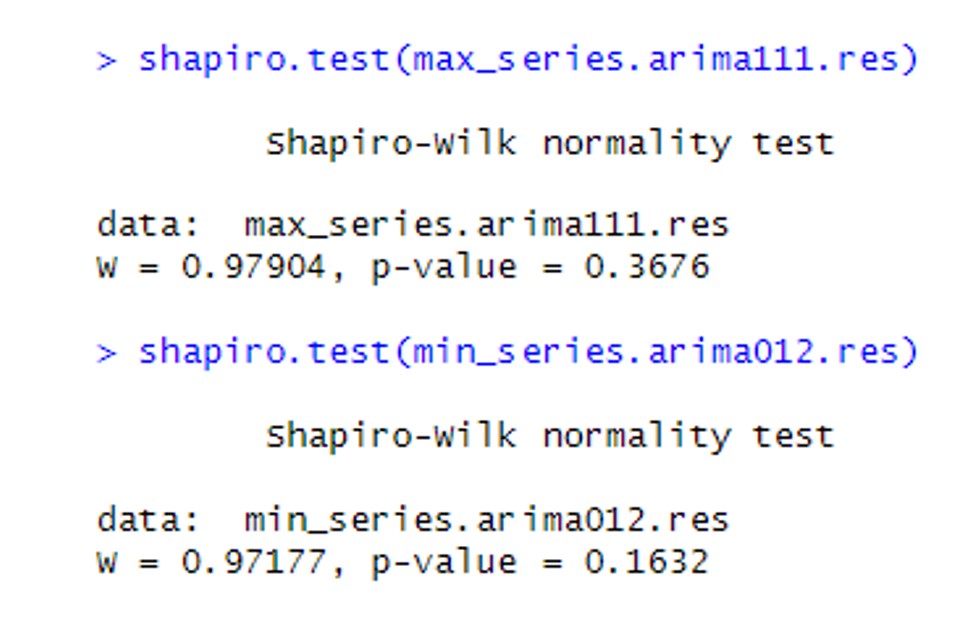 > shapiro.test(max_series.arima111.res)
Shapiro-Wilk normality test
data:  max_series.arima111.res
W = 0.97904, p-value = 0.3676
> shapiro.test(min_series.arima012.res)
Shapiro-Wilk normality test
data:  min_series.arima012.res
W = 0.97177, p-value = 0.1632